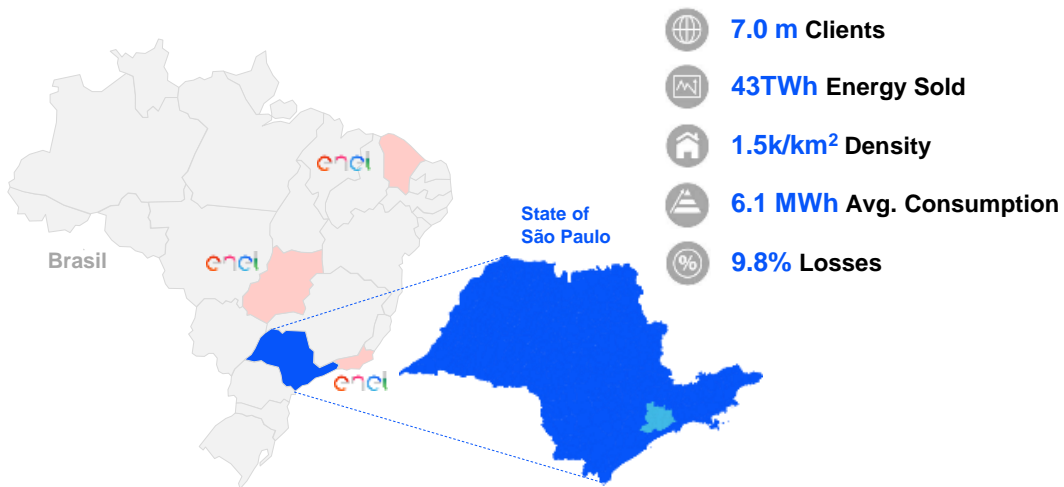 7.0 m Clients
43TWh Energy Sold
1.5k/km² Density
6.1 MWh Avg. Consumption
% 9.8% Losses
enel
State of
São Paulo
Brasil
enel
enel